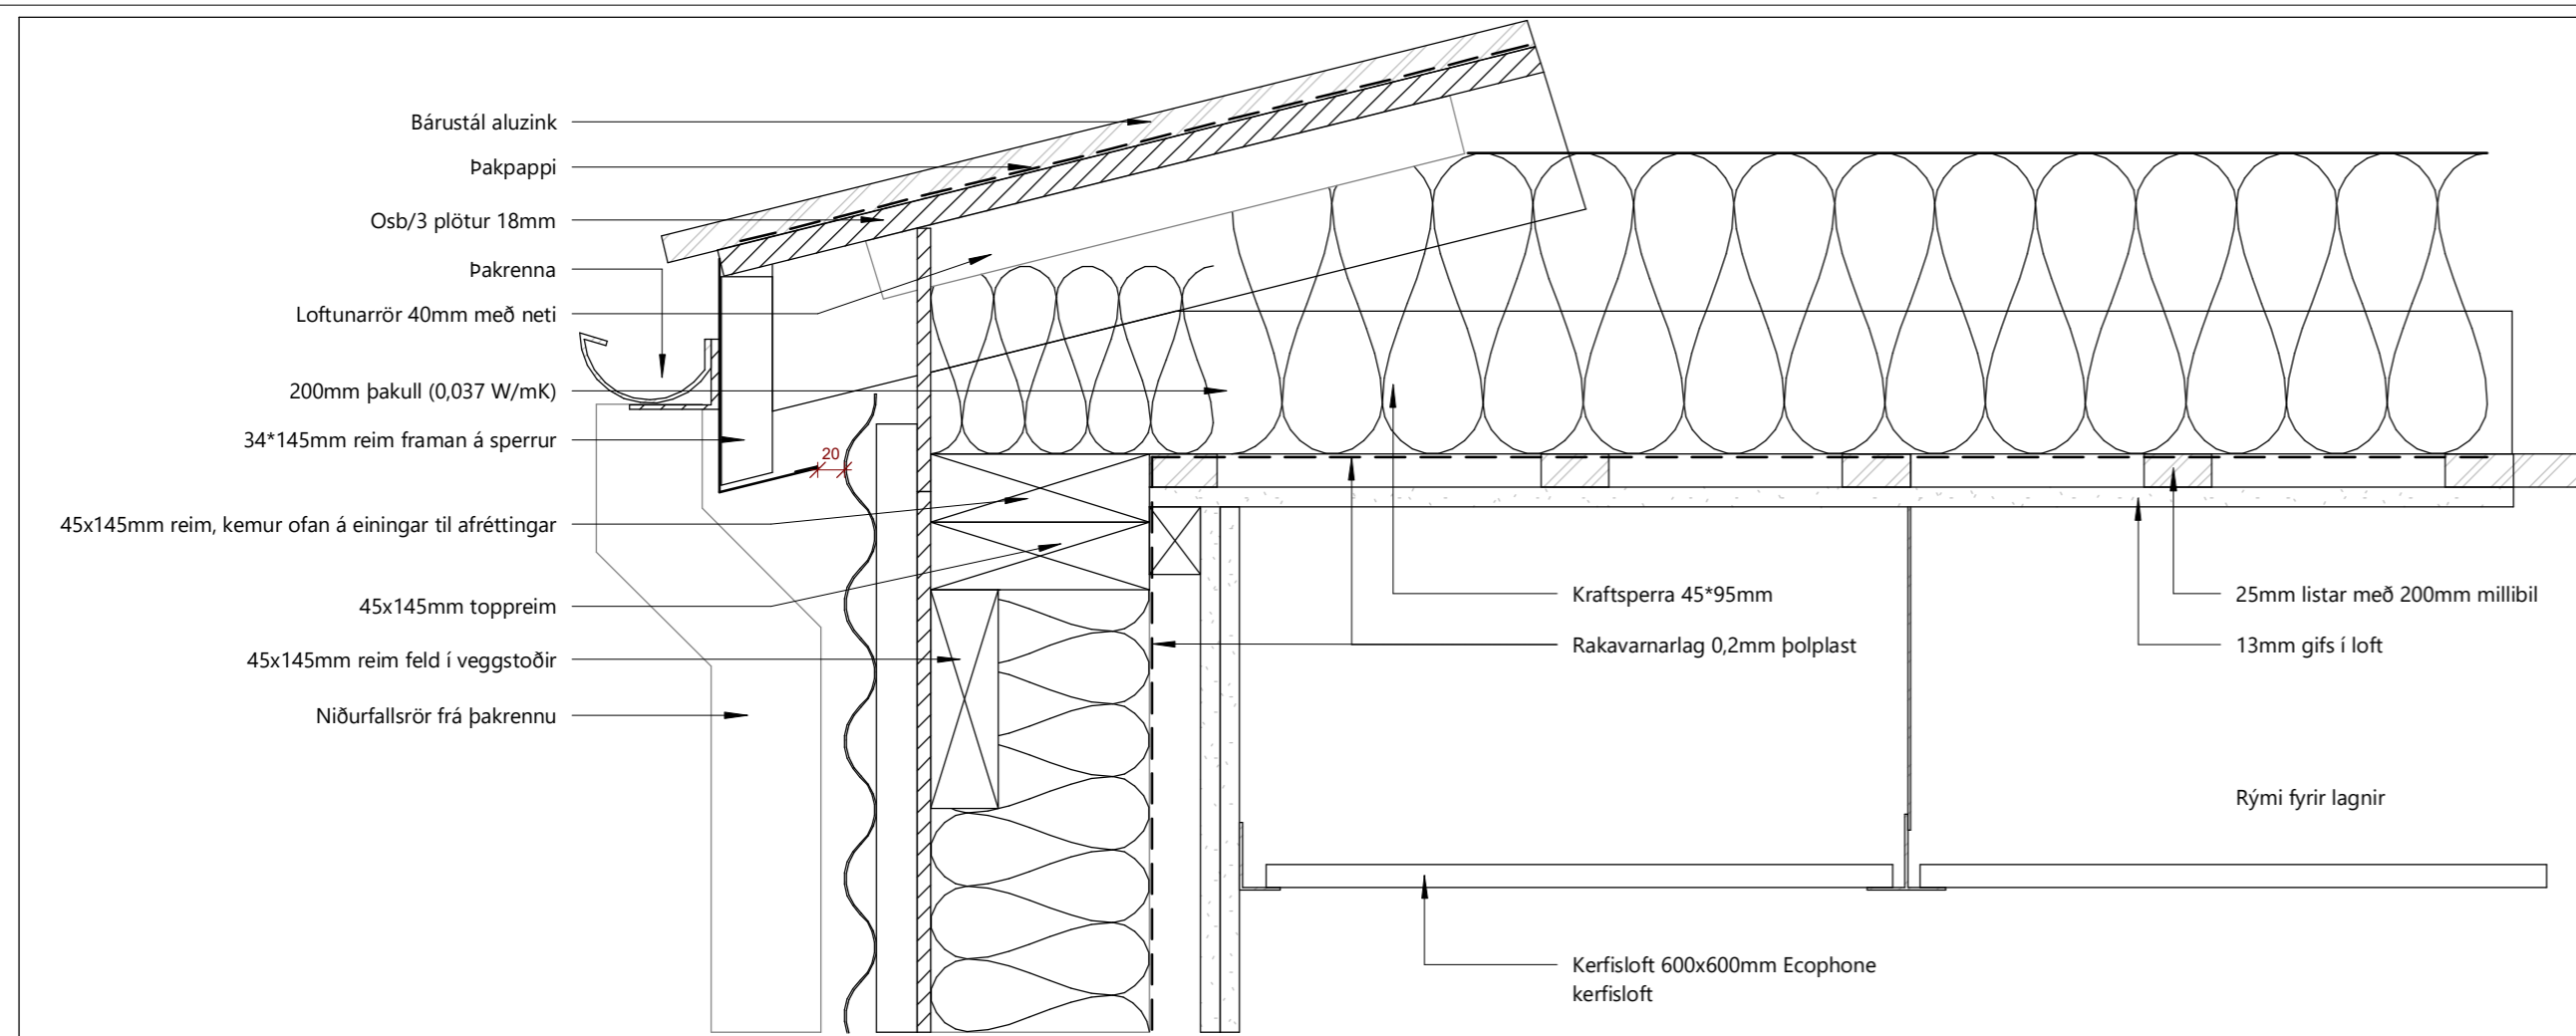 Bárustál aluzink
Þakpappi
Osb/3 plötur 18mm
Þakrenna
Loftunarrör 40mm með neti
200mm þakull (0,037 W/mK)
34*145mm reim framan á sperrur
20
45x145mm reim, kemur ofan á einingar til afréttingar
45x145mm toppreim
45x145mm reim feld í veggstoðir
Niðurfallsrör frá þakrennu
Kraftsperra 45*95mm
Rakavarnarlag 0,2mm þolplast
25mm listar með 200mm millibil
13mm gifs í loft
Rými fyrir lagnir
Kerfisloft 600x600mm Ecophone
kerfisloft